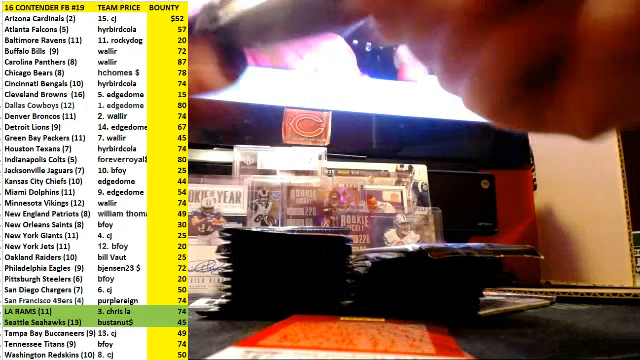 16 CONTENDER FB #19 TEAM PRICE BOUNTY
Arizona Cardinals (2) 15. cj $52
Atlanta Falcons (5) hyrbirdcola 57
Baltimore Ravens (11) 11. rockydog 20
Buffalo Bills (9) wallir 72
Carolina Panthers (8) wallir 87
Chicago Bears (8) hchomes $ 78
Cincinnati Bengals (10) hyrbirdcola 74
Cleveland Browns (16) 5. edgedome 15
Dallas Cowboys (12) 1. edgedome 80
Denver Broncos (11) 2. wallir 74
Detroit Lions (9) 14. edgedome 67
Green Bay Packers (11) 7. wallir 45
Houston Texans (7) hyrbirdcola 74
Indianapolis Colts (5) foreverroyal$ 80
Jacksonville Jaguars (7) 10. bfoy 25
Kansas City Chiefs (10) edgedome 44
Miami Dolphins (11) 9. edgedome 54
Minnesota Vikings (12) wallir 74
New England Patriots (8) william thoma 49
New Orleans Saints (8) bfoy 30
New York Giants (11) 4. cj 25
New York Jets (11) 12. bfoy 20
Oakland Raiders (10) bill Vaut 25
Philadelphia Eagles (9) bjensen23 $ 72
Pittsburgh Steelers (6) bfoy 20
San Diego Chargers (7) 6. cj 50
San Francisco 49ers (4) purplereign 74
LA RAMS (11) 3. chris la 74
Seattle Seahawks (13) bustanut$ 45
Tampa Bay Buccaneers (9) 13. cj 49
Tennessee Titans (9) bfoy 74
Washington Redskins (10) 8. cj 50
ROOKIE
ROOKIE